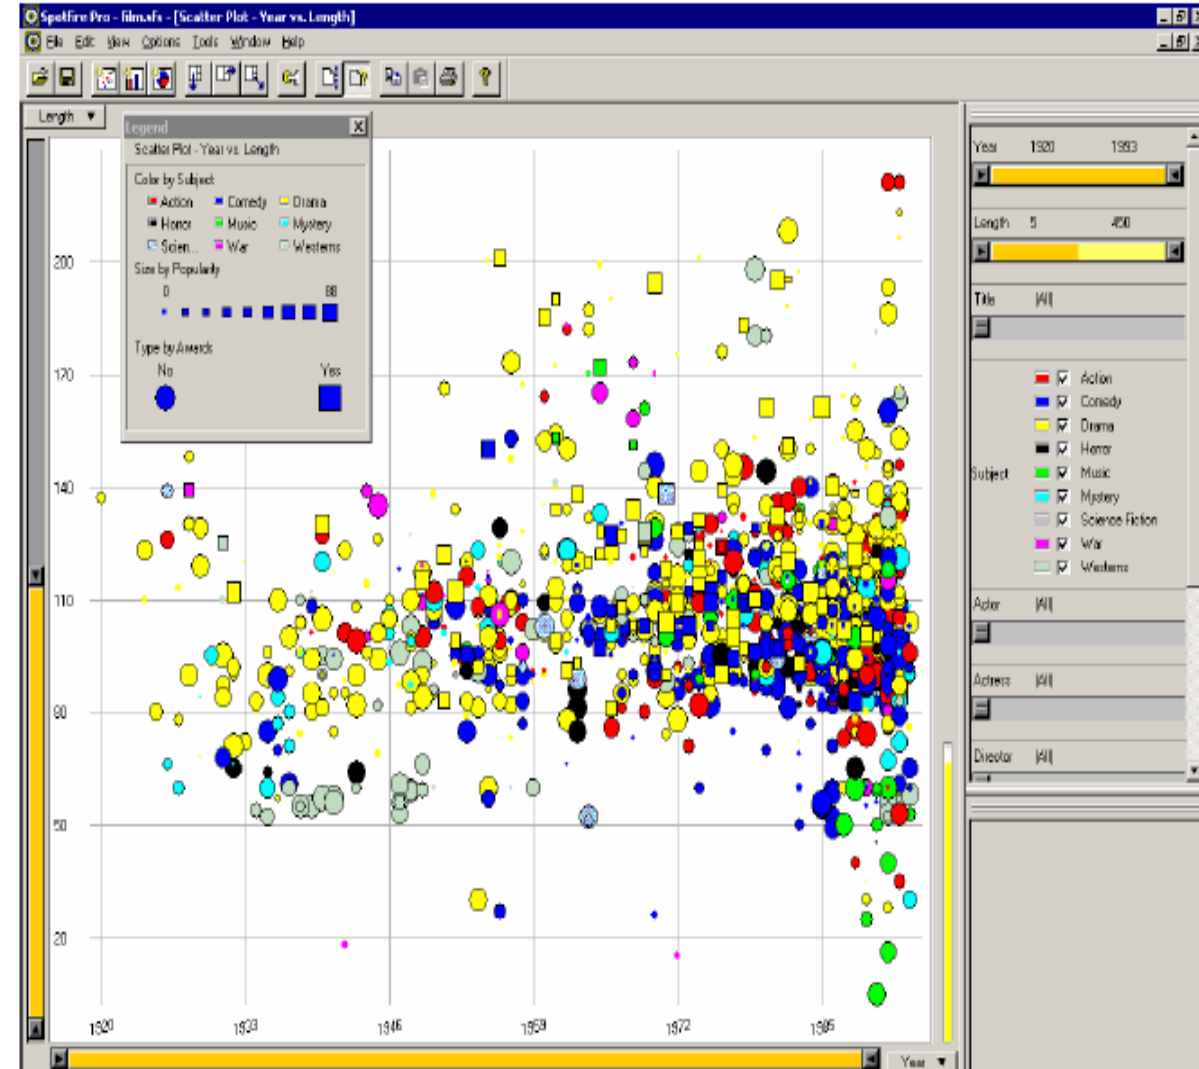 Spotfire Pro - film.sfs - [Scatter Plot - Year vs. Length]
File Edit View Options Tools Window Help
Length
Legend
Scatter Plot - Year vs. Length
Color by Subject
Action Comedy Drama
Horror Music Mystery
Scien... War Westerns
Size by Popularity
0 88
Type by Awards
No Yes
200
170
140
110
80
50
20
1920 1933 1946 1959 1972 1985
Year
Year 1920 1993
Length 5 450
Title (All)
Subject
Action
Comedy
Drama
Horror
Music
Mystery
Science Fiction
War
Westerns
Actor (All)
Actress (All)
Director (All)